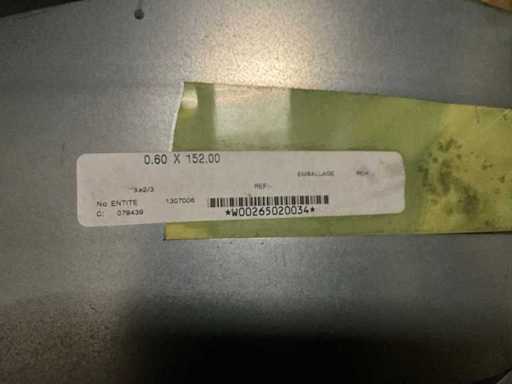 0.60 X 152.00
EMBALLAGE
REF:
No ENTITE 1307006
C: 079439
*W00265020034*